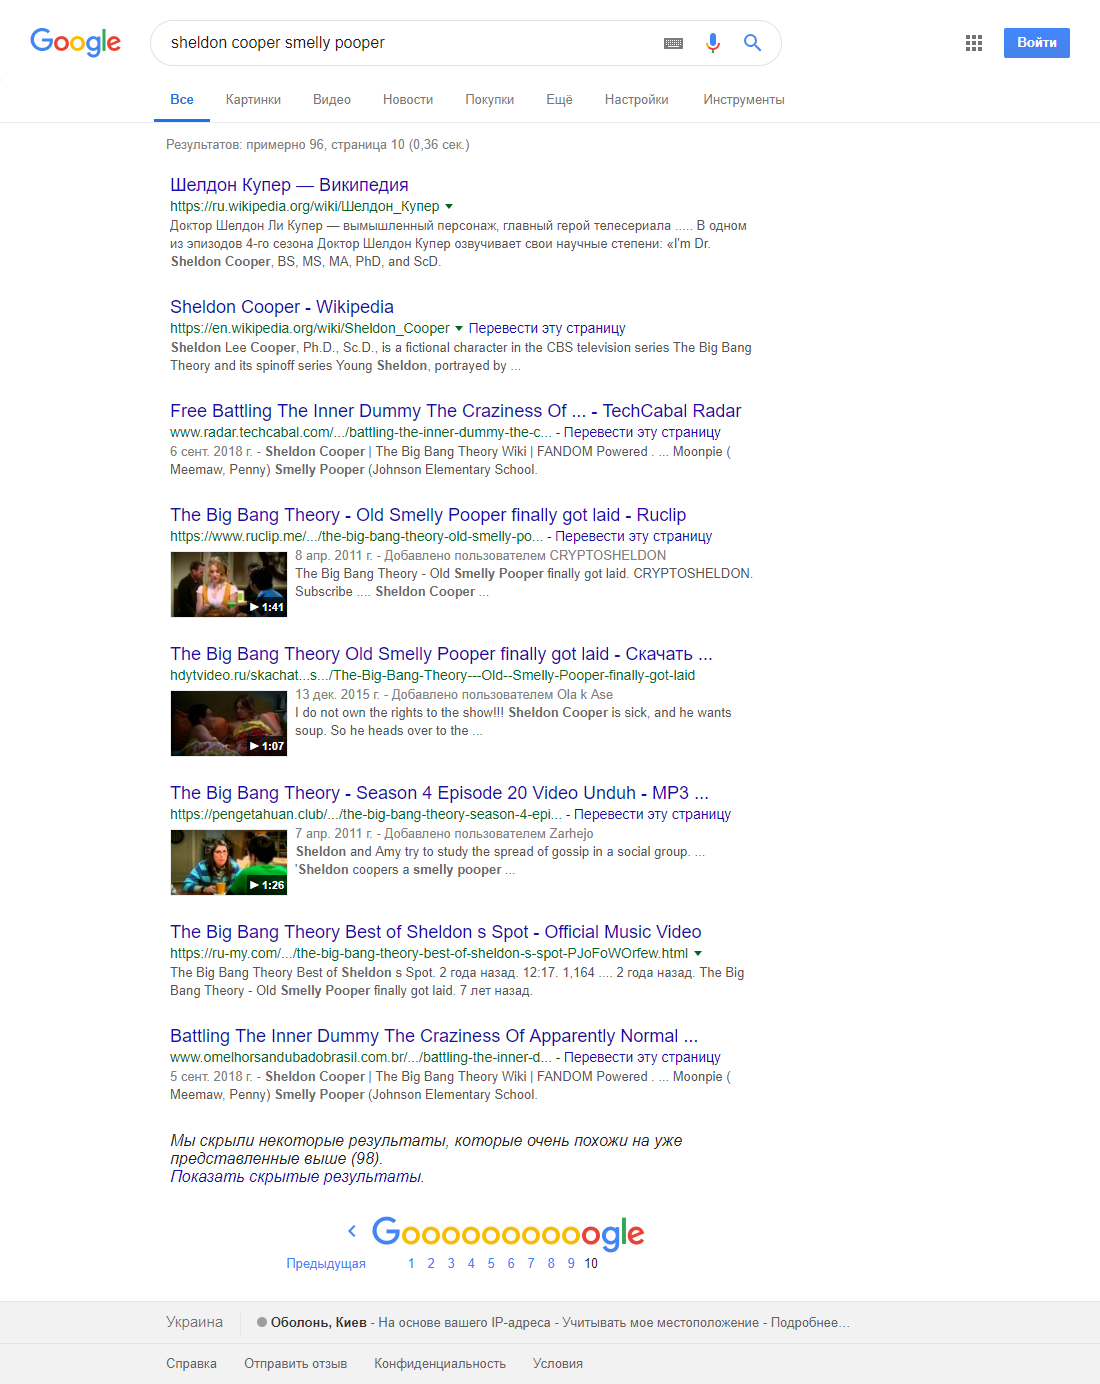 Google
sheldon cooper smelly pooper
Войти
Все Картинки Видео Новости Покупки Ещё Настройки Инструменты
Результатов: примерно 96, страница 10 (0,36 сек.)
Шелдон Купер — Википедия
https://ru.wikipedia.org/wiki/Шелдон_Купер
Доктор Шелдон Ли Купер — вымышленный персонаж, главный герой телесериала ..... В одном
из эпизодов 4-го сезона Доктор Шелдон Купер озвучивает свои научные степени: «I'm Dr.
Sheldon Cooper, BS, MS, MA, PhD, and ScD.
Sheldon Cooper - Wikipedia
https://en.wikipedia.org/wiki/Sheldon_Cooper Перевести эту страницу
Sheldon Lee Cooper, Ph.D., Sc.D., is a fictional character in the CBS television series The Big Bang
Theory and its spinoff series Young Sheldon, portrayed by ...
Free Battling The Inner Dummy The Craziness Of ... - TechCabal Radar
www.radar.techcabal.com/.../battling-the-inner-dummy-the-c... - Перевести эту страницу
6 сент. 2018 г. - Sheldon Cooper | The Big Bang Theory Wiki | FANDOM Powered . ... Moonpie (
Meemaw, Penny) Smelly Pooper (Johnson Elementary School.
The Big Bang Theory - Old Smelly Pooper finally got laid - Ruclip
https://www.ruclip.me/.../the-big-bang-theory-old-smelly-po... - Перевести эту страницу
8 апр. 2011 г. - Добавлено пользователем CRYPTOSHELDON
The Big Bang Theory - Old Smelly Pooper finally got laid. CRYPTOSHELDON.
Subscribe .... Sheldon Cooper ...
1:41
The Big Bang Theory Old Smelly Pooper finally got laid - Скачать ...
hdytvideo.ru/skachat...s.../The-Big-Bang-Theory---Old--Smelly-Pooper-finally-got-laid
13 дек. 2015 г. - Добавлено пользователем Ola k Ase
I do not own the rights to the show!!! Sheldon Cooper is sick, and he wants
soup. So he heads over to the ...
1:07
The Big Bang Theory - Season 4 Episode 20 Video Unduh - MP3 ...
https://pengetahuan.club/.../the-big-bang-theory-season-4-epi... - Перевести эту страницу
7 апр. 2011 г. - Добавлено пользователем Zarhejo
Sheldon and Amy try to study the spread of gossip in a social group. ...
'Sheldon coopers a smelly pooper ...
1:26
The Big Bang Theory Best of Sheldon s Spot - Official Music Video
https://ru-my.com/.../the-big-bang-theory-best-of-sheldon-s-spot-PJoFoWOrfew.html
The Big Bang Theory Best of Sheldon s Spot. 2 года назад. 12:17. 1,164 .... 2 года назад. The Big
Bang Theory - Old Smelly Pooper finally got laid. 7 лет назад.
Battling The Inner Dummy The Craziness Of Apparently Normal ...
www.omelhorsandubadobrasil.com.br/.../battling-the-inner-d... - Перевести эту страницу
5 сент. 2018 г. - Sheldon Cooper | The Big Bang Theory Wiki | FANDOM Powered . ... Moonpie (
Meemaw, Penny) Smelly Pooper (Johnson Elementary School.
Мы скрыли некоторые результаты, которые очень похожи на уже
представленные выше (98).
Показать скрытые результаты.
Goooooooooogle
Предыдущая 1 2 3 4 5 6 7 8 9 10
Украина Оболонь, Киев - На основе вашего IP-адреса - Учитывать мое местоположение - Подробнее…
Справка Отправить отзыв Конфиденциальность Условия